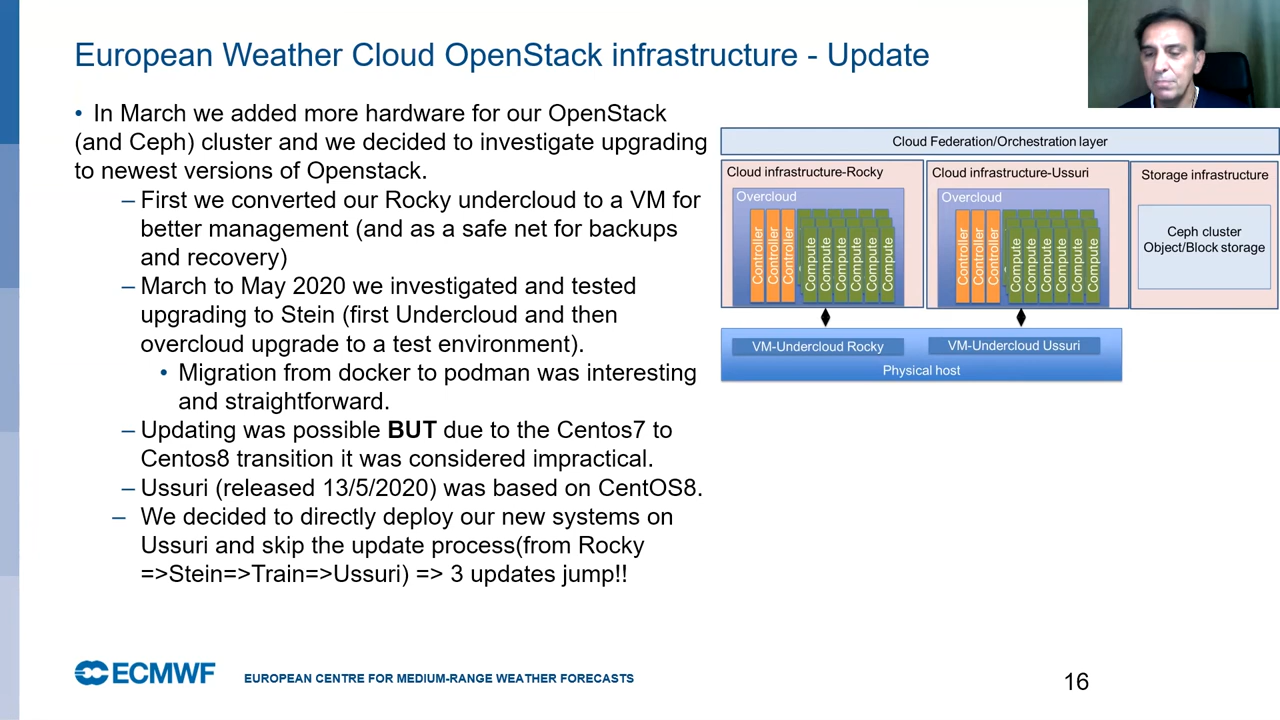 European Weather Cloud OpenStack infrastructure - Update
• In March we added more hardware for our OpenStack
(and Ceph) cluster and we decided to investigate upgrading
to newest versions of Openstack.
– First we converted our Rocky undercloud to a VM for
better management (and as a safe net for backups
and recovery)
– March to May 2020 we investigated and tested
upgrading to Stein (first Undercloud and then
overcloud upgrade to a test environment).
• Migration from docker to podman was interesting
and straightforward.
– Updating was possible BUT due to the Centos7 to
Centos8 transition it was considered impractical.
– Ussuri (released 13/5/2020) was based on CentOS8.
– We decided to directly deploy our new systems on
Ussuri and skip the update process(from Rocky
=>Stein=>Train=>Ussuri) => 3 updates jump!!
Cloud Federation/Orchestration layer
Cloud infrastructure-Rocky
Overcloud
Controller
Controller
Controller
Compute
Compute
Compute
Compute
Compute
Compute
Cloud infrastructure-Ussuri
Overcloud
Controller
Controller
Controller
Compute
Compute
Compute
Compute
Compute
Compute
Storage infrastructure
Ceph cluster
Object/Block storage
VM-Undercloud Rocky
VM-Undercloud Ussuri
Physical host
ECMWF
EUROPEAN CENTRE FOR MEDIUM-RANGE WEATHER FORECASTS
16